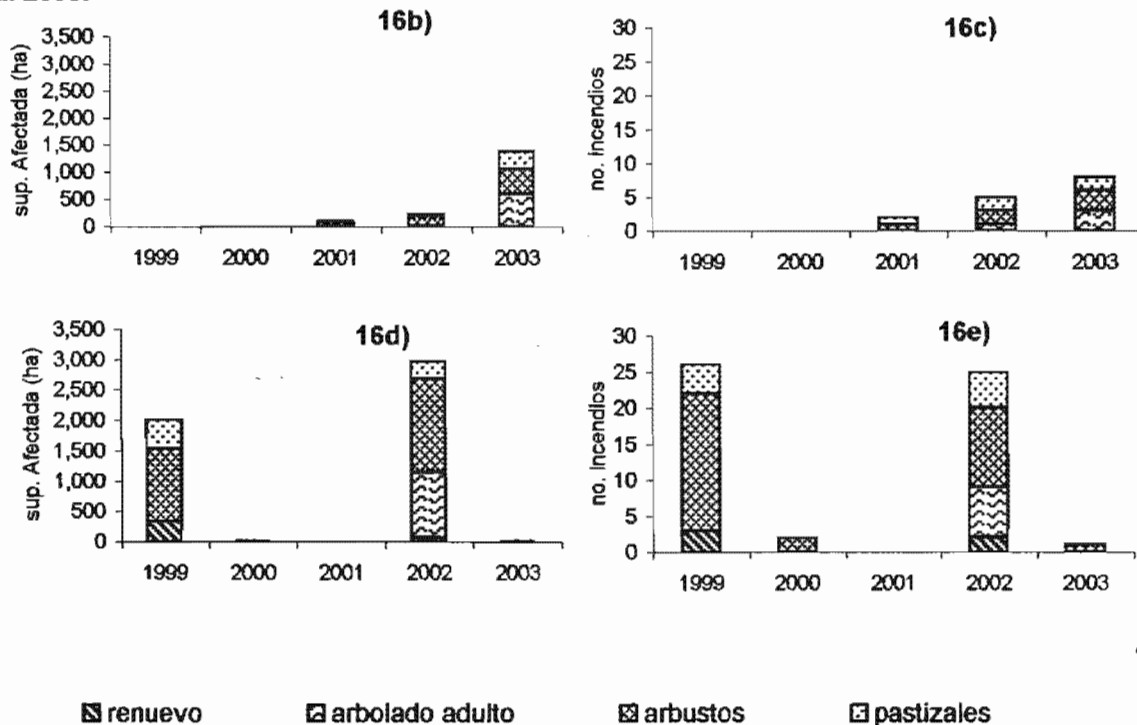 16b)
sup. Afectada (ha)
3,500
3,000
2,500
2,000
1,500
1,000
500
0
1999 2000 2001 2002 2003
16c)
no. Incendios
30
25
20
15
10
5
0
1999 2000 2001 2002 2003
16d)
sup. Afectada (ha)
3,500
3,000
2,500
2,000
1,500
1,000
500
0
1999 2000 2001 2002 2003
16e)
no. Incendios
30
25
20
15
10
5
0
1999 2000 2001 2002 2003
renuevo arbolado adulto arbustos pastizales